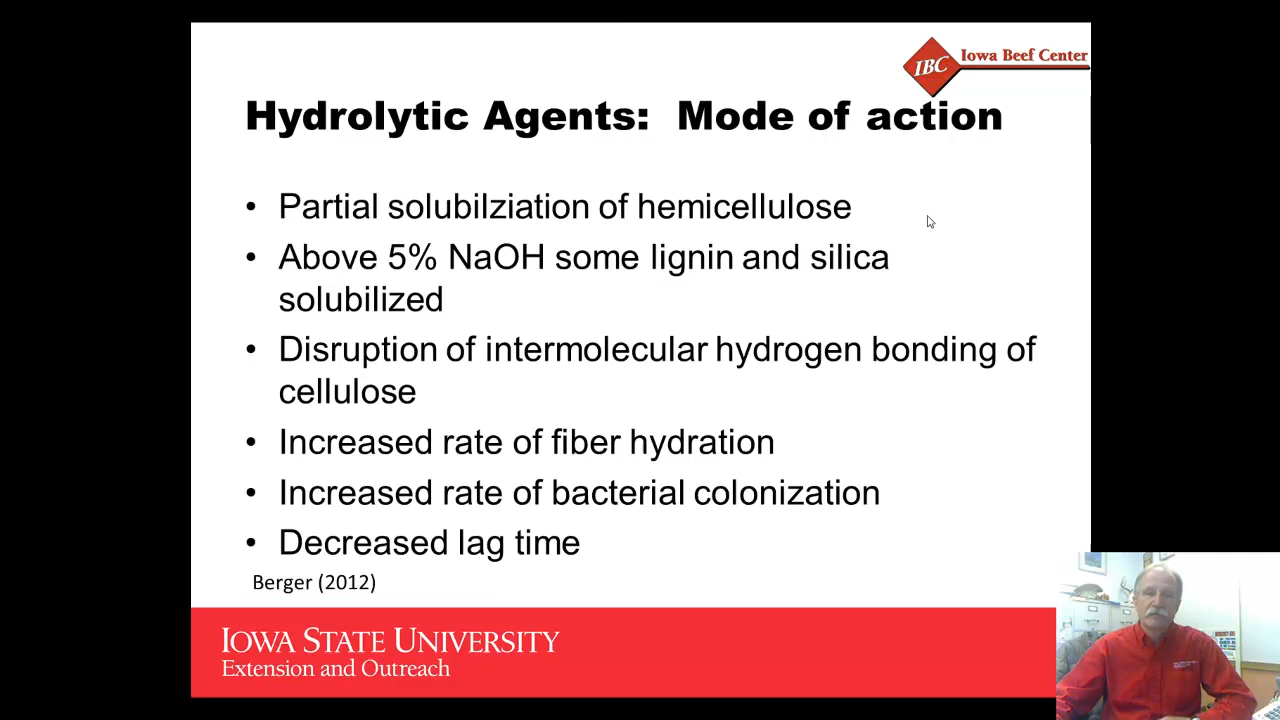 IBC Iowa Beef Center
Hydrolytic Agents: Mode of action
• Partial solubilziation of hemicellulose
• Above 5% NaOH some lignin and silica
solubilized
• Disruption of intermolecular hydrogen bonding of
cellulose
• Increased rate of fiber hydration
• Increased rate of bacterial colonization
• Decreased lag time
Berger (2012)
IOWA STATE UNIVERSITY
Extension and Outreach